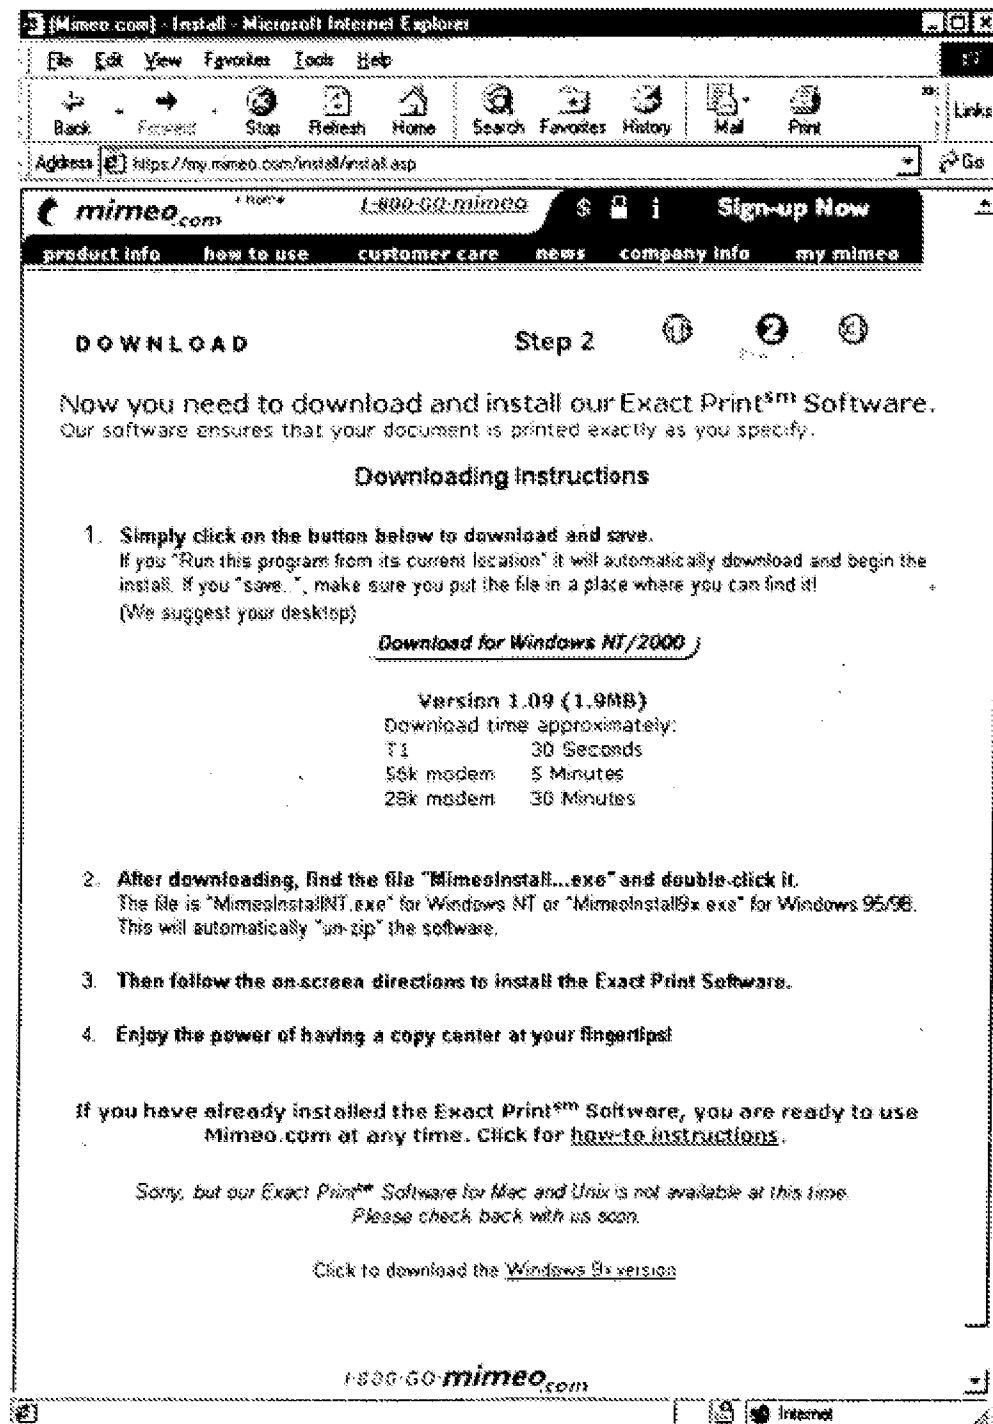 [Mimeo.com] - Install - Microsoft Internet Explorer
File Edit View Favorites Tools Help
Back Forward Stop Refresh Home Search Favorites History Mail Print Links
Address https://my.mimeo.com/install/install.asp Go
mimeo.com home 1-800-GO-mimeo $ i Sign-up Now
product info how to use customer care news company info my mimeo
DOWNLOAD Step 2 1 2 3
Now you need to download and install our Exact Print℠ Software.
Our software ensures that your document is printed exactly as you specify.
Downloading Instructions
1. Simply click on the button below to download and save.
If you "Run this program from its current location" it will automatically download and begin the
install. If you "save..", make sure you put the file in a place where you can find it!
(We suggest your desktop)
Download for Windows NT/2000
Version 1.09 (1.9MB)
Download time approximately:
T1 30 Seconds
56k modem 5 Minutes
28k modem 30 Minutes
2. After downloading, find the file "MimeoInstall...exe" and double-click it.
The file is "MimeoInstallNT.exe" for Windows NT or "MimeoInstall9x.exe" for Windows 95/98.
This will automatically "un-zip" the software.
3. Then follow the on-screen directions to install the Exact Print Software.
4. Enjoy the power of having a copy center at your fingertips!
If you have already installed the Exact Print℠ Software, you are ready to use
Mimeo.com at any time. Click for how-to instructions.
Sorry, but our Exact Print℠ Software for Mac and Unix is not available at this time.
Please check back with us soon.
Click to download the Windows 9x version
1-800-GO-mimeo.com
Internet